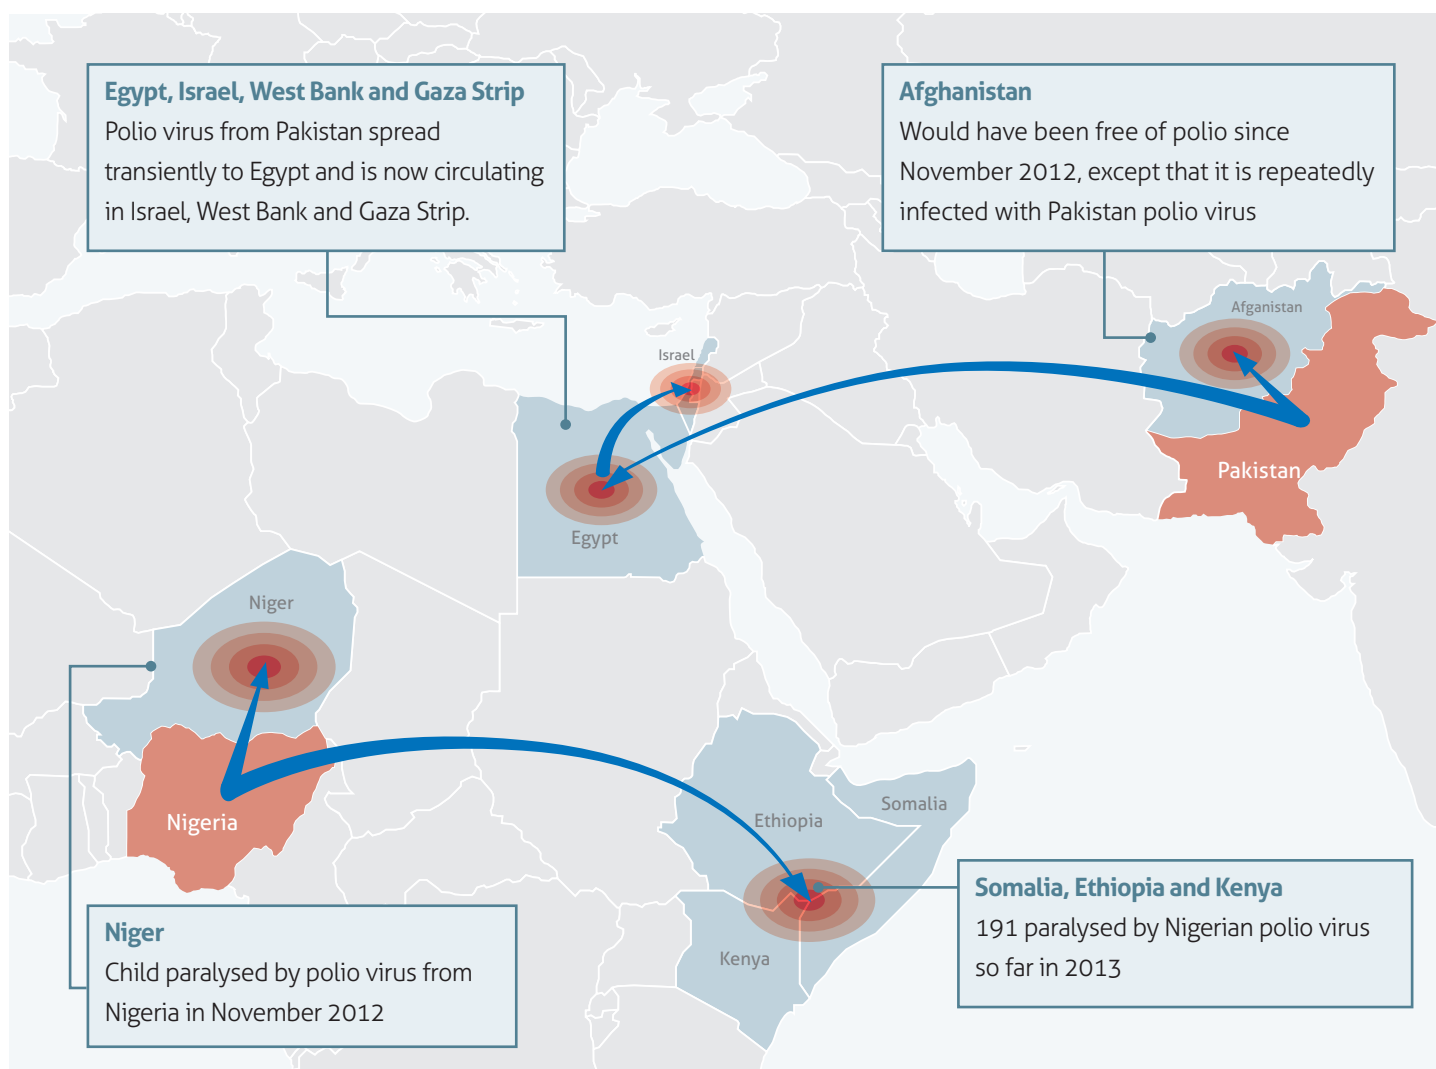 Egypt, Israel, West Bank and Gaza Strip
Polio virus from Pakistan spread
transiently to Egypt and is now circulating
in Israel, West Bank and Gaza Strip.
Afghanistan
Would have been free of polio since
November 2012, except that it is repeatedly
infected with Pakistan polio virus
Afganistan
Israel
Pakistan
Egypt
Niger
Nigeria
Ethiopia
Somalia
Kenya
Somalia, Ethiopia and Kenya
191 paralysed by Nigerian polio virus
so far in 2013
Niger
Child paralysed by polio virus from
Nigeria in November 2012